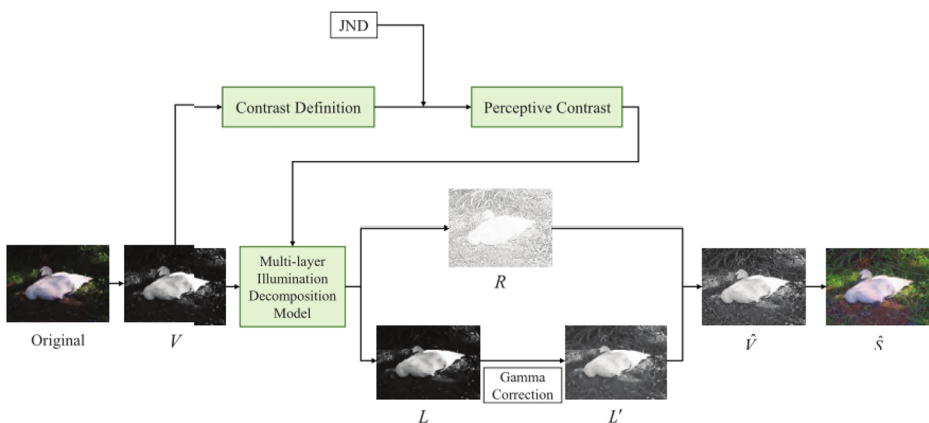 JND
Contrast Definition
Perceptive Contrast
Multi-layer
Illumination
Decomposition
Model
R
Original
V
V̂
Ŝ
Gamma
Correction
L
L′